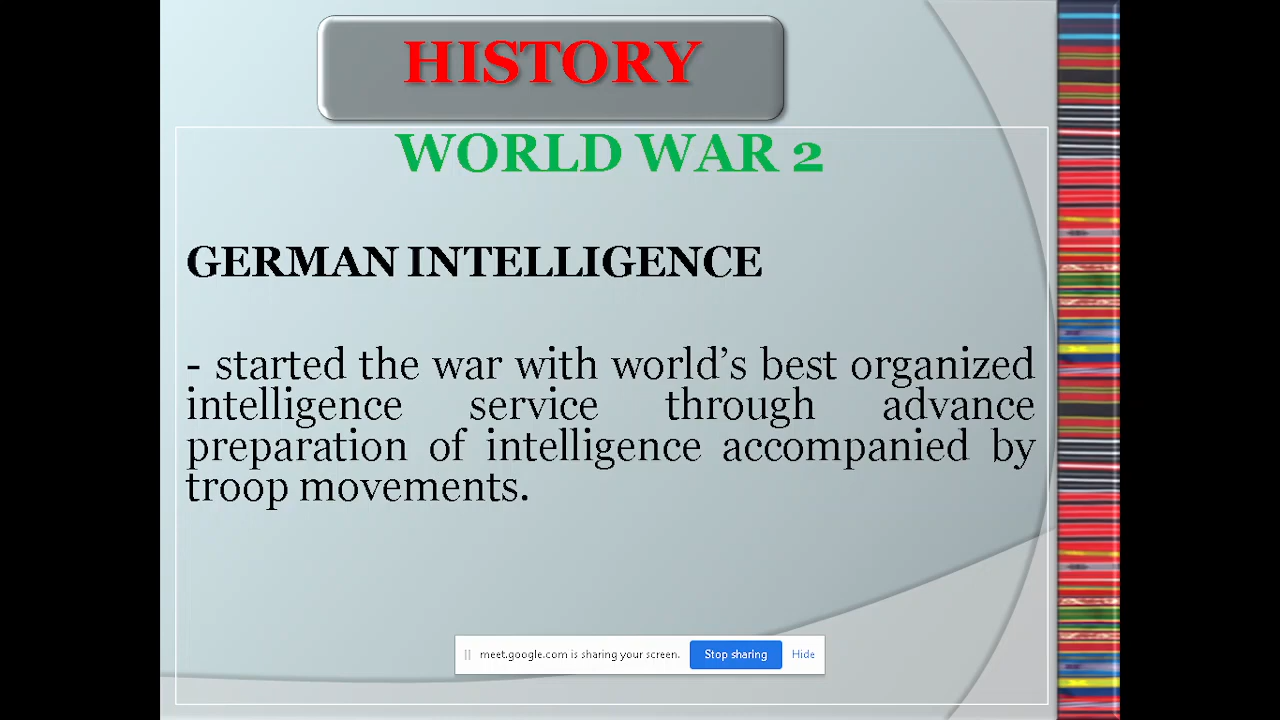 HISTORY
WORLD WAR 2
GERMAN INTELLIGENCE
- started the war with world's best organized
intelligence service through advance
preparation of intelligence accompanied by
troop movements.
meet.google.com is sharing your screen. Stop sharing Hide